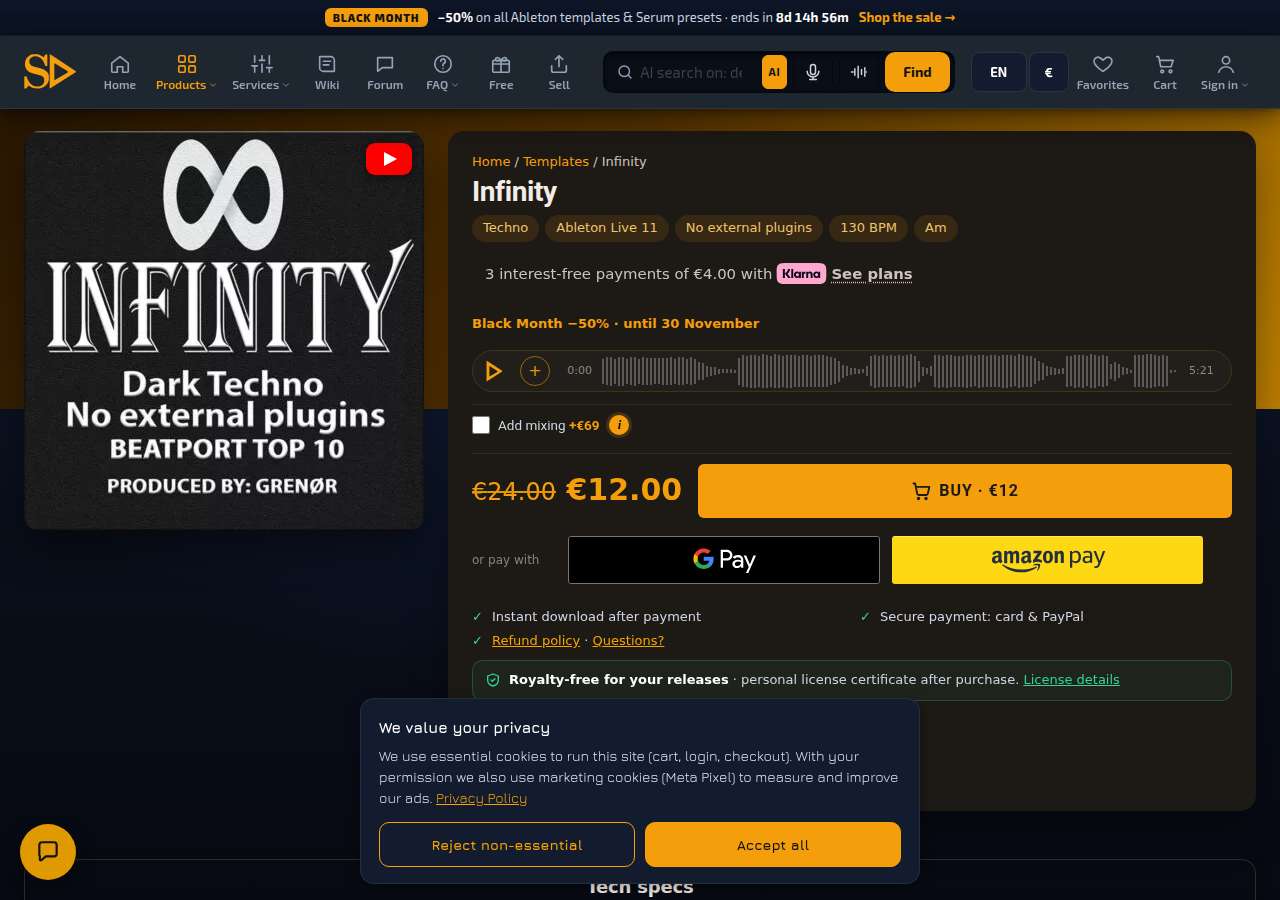 BLACK MONTH −50% on all Ableton templates & Serum presets · ends in 8d 14h 56m Shop the sale →
Home
Products
Services
Wiki
Forum
FAQ
Free
Sell
AI search on: de
AI
Find
EN
€
Favorites
Cart
Sign in
INFINITY
Dark Techno
No external plugins
BEATPORT TOP 10
PRODUCED BY: GRENØR
Home / Templates / Infinity
Infinity
Techno
Ableton Live 11
No external plugins
130 BPM
Am
3 interest-free payments of €4.00 with Klarna See plans
Black Month −50% · until 30 November
0:00
5:21
Add mixing +€69 i
€24.00 €12.00
BUY · €12
or pay with
G Pay
amazon pay
✓ Instant download after payment
✓ Secure payment: card & PayPal
✓ Refund policy · Questions?
Royalty-free for your releases · personal license certificate after purchase. License details
We value your privacy
We use essential cookies to run this site (cart, login, checkout). With your
permission we also use marketing cookies (Meta Pixel) to measure and improve
our ads. Privacy Policy
Reject non-essential
Accept all
Tech specs